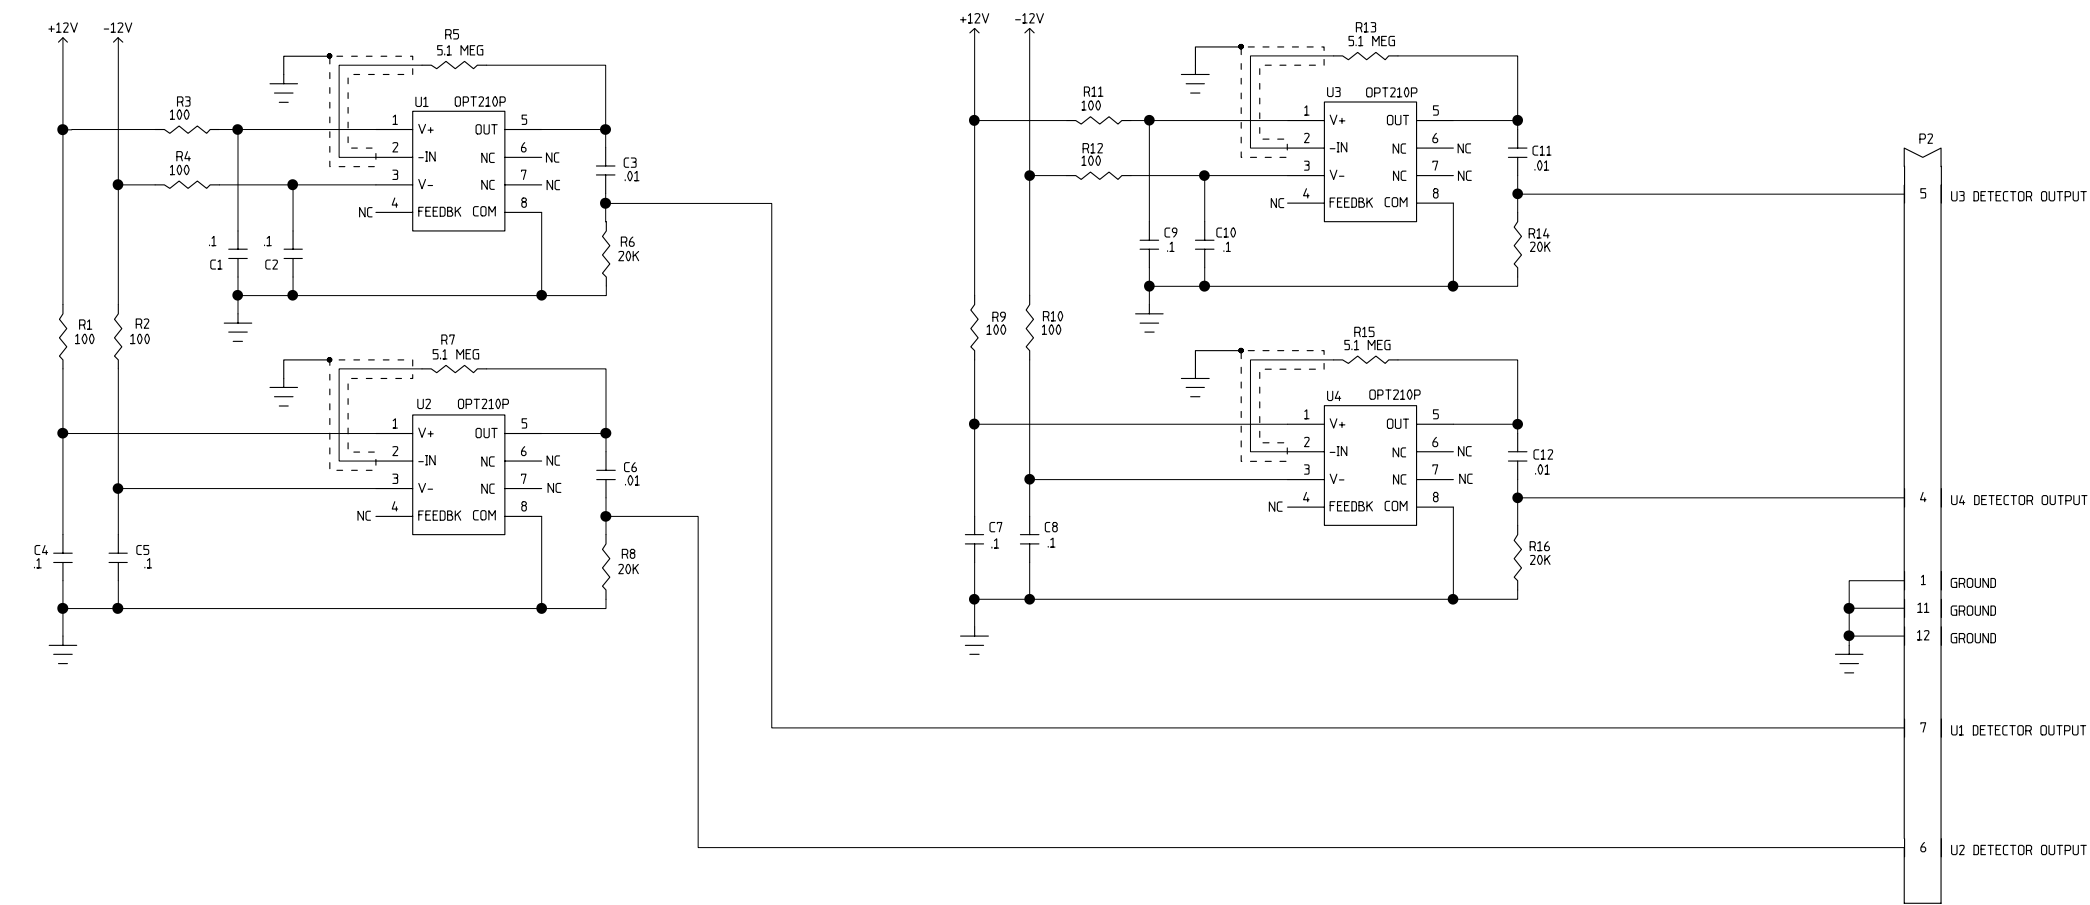 +12V
-12V
R5
5.1 MEG
R3
100
U1
OPT210P
1
V+
OUT
5
R4
100
2
-IN
NC
6
NC
C3
.01
3
V-
NC
7
NC
NC
4
FEEDBK
COM
8
.1
C1
.1
C2
R6
20K
R1
100
R2
100
R7
5.1 MEG
U2
OPT210P
1
V+
OUT
5
2
-IN
NC
6
NC
C6
.01
3
V-
NC
7
NC
NC
4
FEEDBK
COM
8
C4
.1
C5
.1
R8
20K
+12V
-12V
R13
5.1 MEG
R11
100
U3
OPT210P
1
V+
OUT
5
R12
100
2
-IN
NC
6
NC
C11
.01
3
V-
NC
7
NC
NC
4
FEEDBK
COM
8
C9
.1
C10
.1
R14
20K
R9
100
R10
100
R15
5.1 MEG
U4
OPT210P
1
V+
OUT
5
2
-IN
NC
6
NC
C12
.01
3
V-
NC
7
NC
NC
4
FEEDBK
COM
8
C7
.1
C8
.1
R16
20K
P2
5
U3 DETECTOR OUTPUT
4
U4 DETECTOR OUTPUT
1
GROUND
11
GROUND
12
GROUND
7
U1 DETECTOR OUTPUT
6
U2 DETECTOR OUTPUT